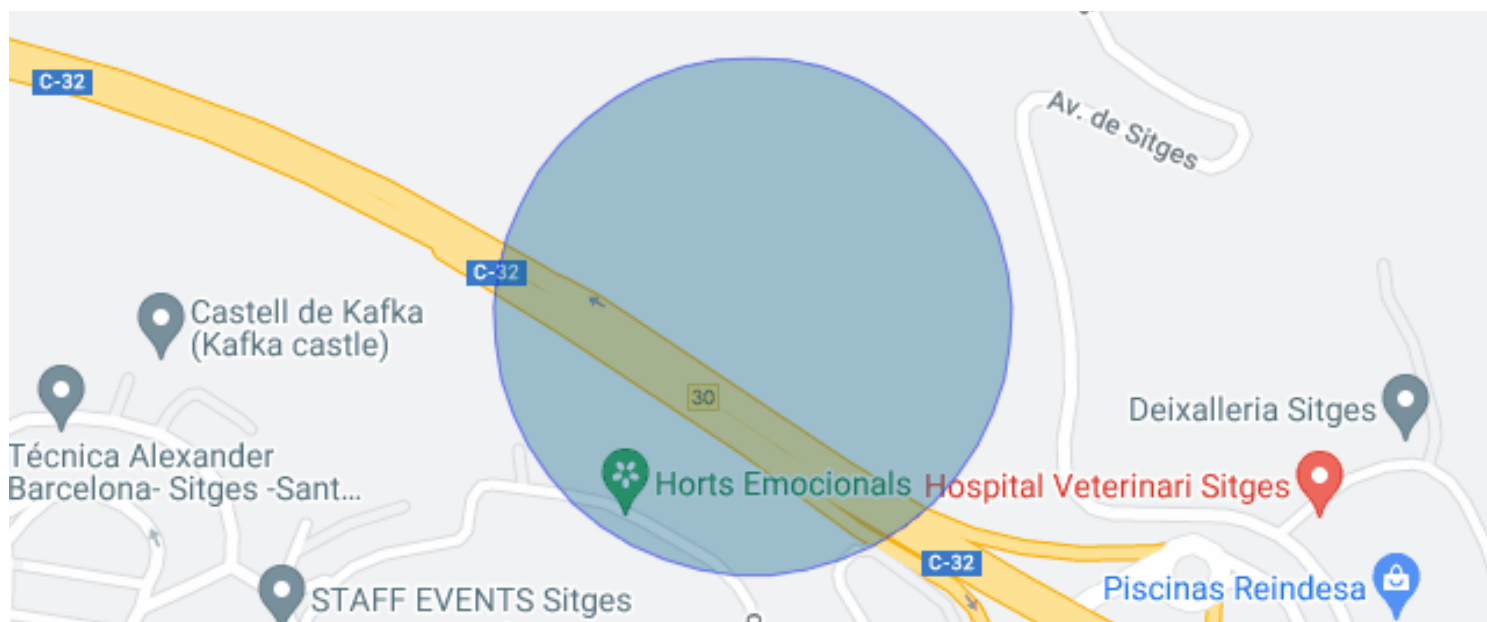 C-32
Av. de Sitges
C-32
Castell de Kafka
(Kafka castle)
30
Deixalleria Sitges
Técnica Alexander
Barcelona- Sitges -Sant...
Horts Emocionals
Hospital Veterinari Sitges
C-32
Piscinas Reindesa
STAFF EVENTS Sitges